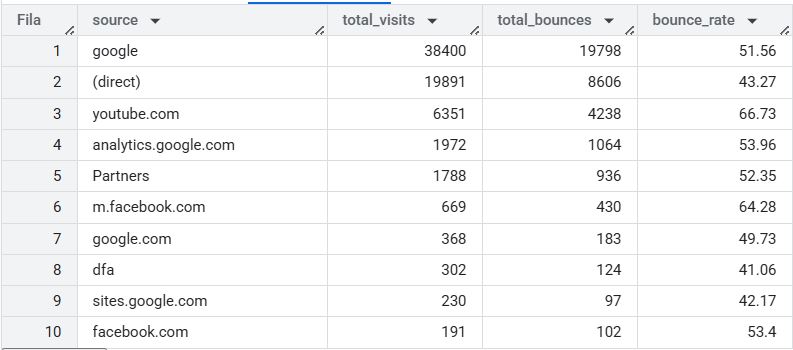 Fila source total_visits total_bounces bounce_rate
1 google 38400 19798 51.56
2 (direct) 19891 8606 43.27
3 youtube.com 6351 4238 66.73
4 analytics.google.com 1972 1064 53.96
5 Partners 1788 936 52.35
6 m.facebook.com 669 430 64.28
7 google.com 368 183 49.73
8 dfa 302 124 41.06
9 sites.google.com 230 97 42.17
10 facebook.com 191 102 53.4